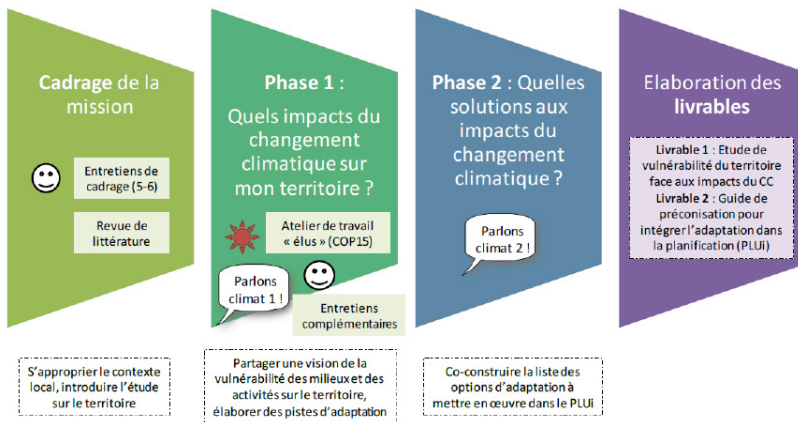 Cadrage de la
mission
Entretiens de
cadrage (5-6)
Revue de
littérature
Phase 1 :
Quels impacts du
changement
climatique sur
mon territoire ?
Atelier de travail
« élus » (COP15)
Parlons
climat 1 !
Entretiens
complémentaires
Phase 2 : Quelles
solutions aux
impacts du
changement
climatique ?
Parlons
climat 2 !
Elaboration des
livrables
Livrable 1 : Etude de
vulnérabilité du territoire
face aux impacts du CC
Livrable 2 : Guide de
préconisation pour
intégrer l'adaptation dans
la planification (PLUi)
S'approprier le contexte
local, introduire l'étude
sur le territoire
Partager une vision de la
vulnérabilité des milieux et des
activités sur le territoire,
élaborer des pistes d'adaptation
Co-construire la liste des
options d'adaptation à
mettre en œuvre dans le PLUi